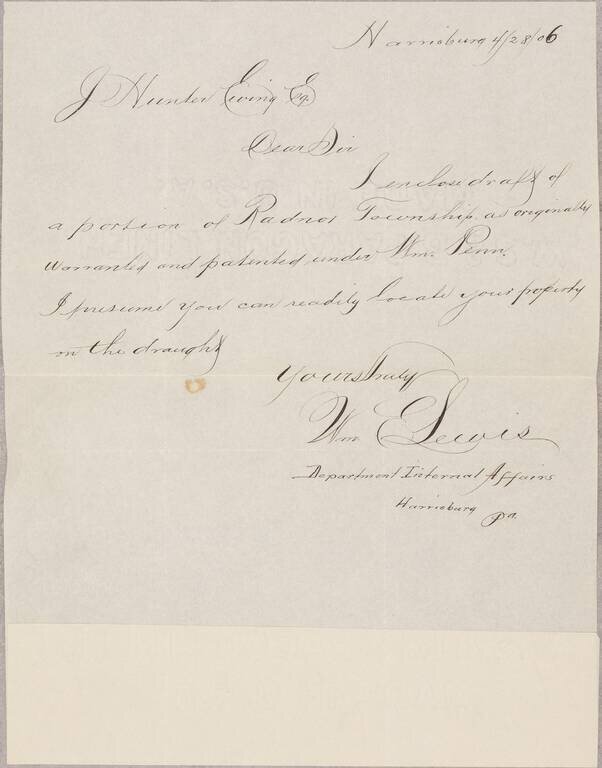 Harrisburg 4/28/06
J Hunter Ewing Esq.
Dear Sir
I enclose draft of
a portion of Radnor Township as originally
warranted and patented under Wm. Penn.
I presume you can readily locate your property
on the draught
Yours Truly
Wm E Lewis
Department Internal Affairs
Harrisburg Pa.